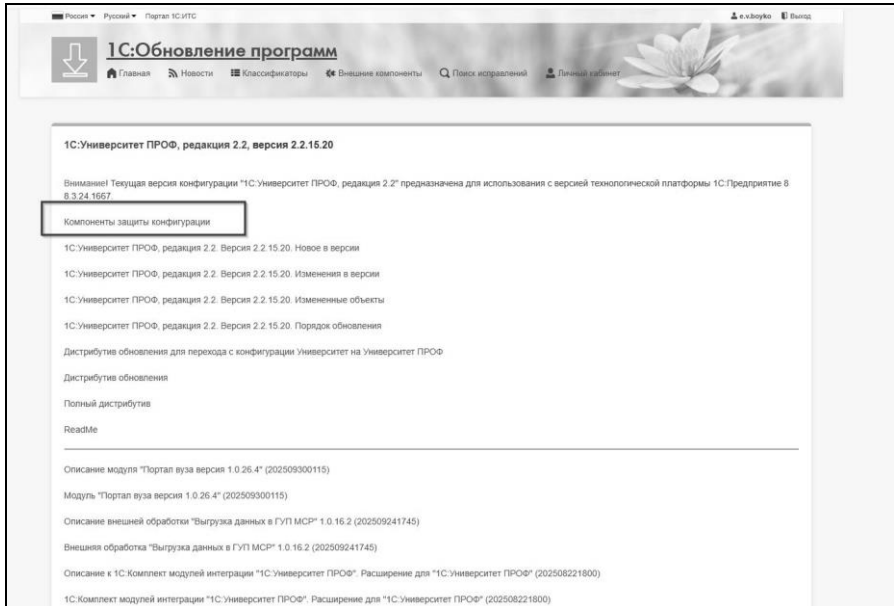 Россия Русский Портал 1С:ИТС
e.v.boyko Выход
1С:Обновление программ
Главная Новости Классификаторы Внешние компоненты Поиск исправлений Личный кабинет
1С:Университет ПРОФ, редакция 2.2, версия 2.2.15.20
Внимание! Текущая версия конфигурации "1С:Университет ПРОФ, редакция 2.2" предназначена для использования с версией технологической платформы 1С:Предприятие 8
8.3.24.1667.
Компоненты защиты конфигурации
1С:Университет ПРОФ, редакция 2.2. Версия 2.2.15.20. Новое в версии
1С:Университет ПРОФ, редакция 2.2. Версия 2.2.15.20. Изменения в версии
1С:Университет ПРОФ, редакция 2.2. Версия 2.2.15.20. Измененные объекты
1С:Университет ПРОФ, редакция 2.2. Версия 2.2.15.20. Порядок обновления
Дистрибутив обновления для перехода с конфигурации Университет на Университет ПРОФ
Дистрибутив обновления
Полный дистрибутив
ReadMe
Описание модуля "Портал вуза версия 1.0.26.4" (202509300115)
Модуль "Портал вуза версия 1.0.26.4" (202509300115)
Описание внешней обработки "Выгрузка данных в ГУП МСР" 1.0.16.2 (202509241745)
Внешняя обработка "Выгрузка данных в ГУП МСР" 1.0.16.2 (202509241745)
Описание к 1С:Комплект модулей интеграции "1С:Университет ПРОФ". Расширение для "1С:Университет ПРОФ" (202508221800)
1С:Комплект модулей интеграции "1С:Университет ПРОФ". Расширение для "1С:Университет ПРОФ" (202508221800)